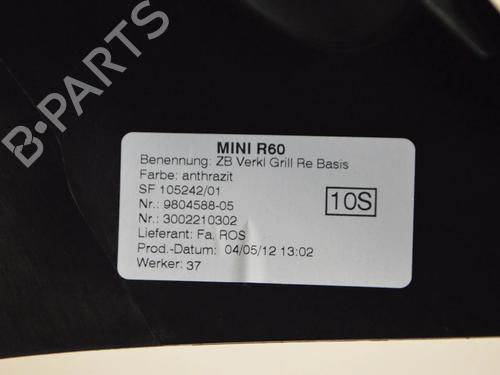 B-PARTS
MINI R60
Benennung: ZB Verkl Grill Re Basis
Farbe: anthrazit
SF 105242/01
10S
Nr.: 9804588-05
Nr.: 3002210302
Lieferant: Fa. ROS
Prod.-Datum: 04/05/12 13:02
Werker: 37